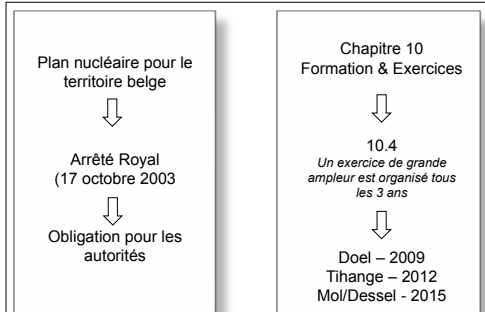 Plan nucléaire pour le
territoire belge
Arrêté Royal
(17 octobre 2003
Obligation pour les
autorités
Chapitre 10
Formation & Exercices
10.4
Un exercice de grande
ampleur est organisé tous
les 3 ans
Doel – 2009
Tihange – 2012
Mol/Dessel - 2015